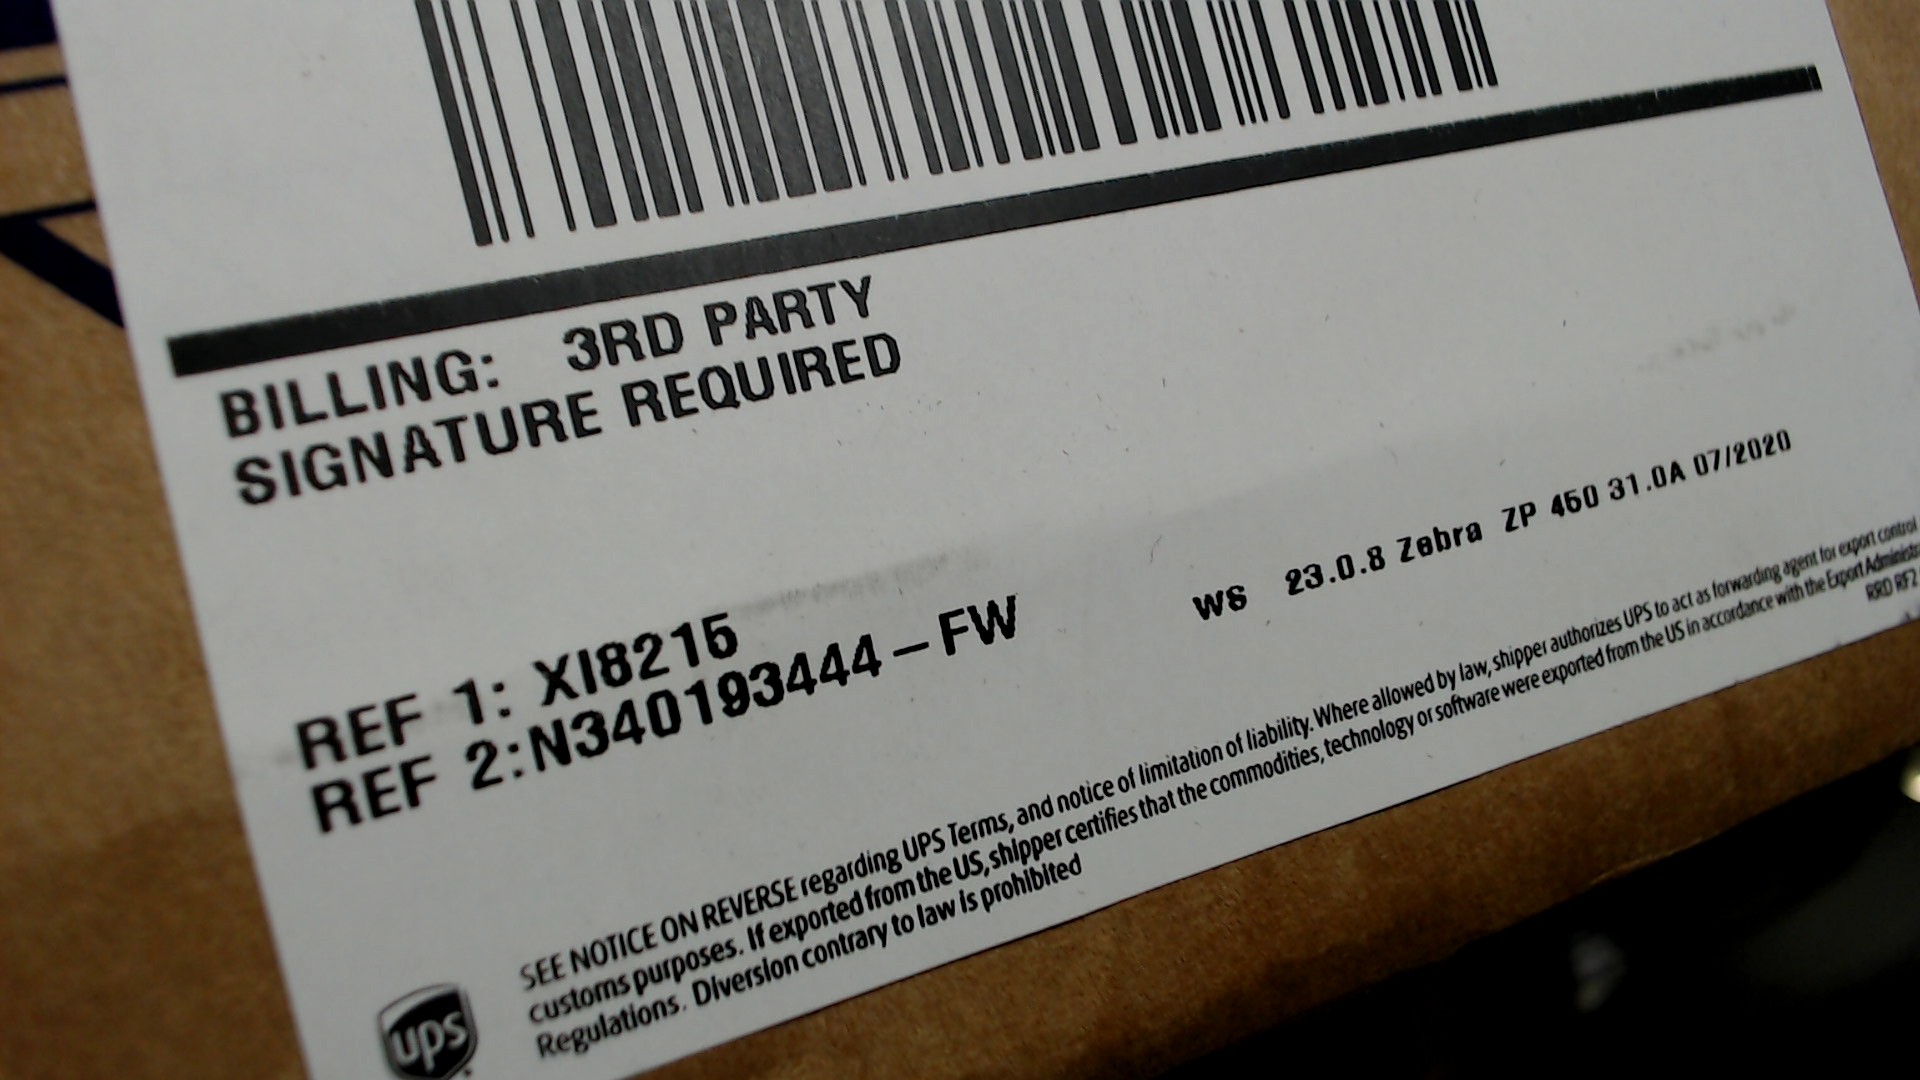 BILLING: 3RD PARTY
SIGNATURE REQUIRED
REF 1: XI8215
REF 2:N340193444-FW
WS 23.0.8 Zebra ZP 450 31.0A 07/2020
SEE NOTICE ON REVERSE regarding UPS Terms, and notice of limitation of liability. Where allowed by law, shipper authorizes UPS to act as forwarding agent for export control
customs purposes. If exported from the US, shipper certifies that the commodities, technology or software were exported from the US in accordance with the Export
Regulations. Diversion contrary to law is prohibited
RRD RF2
ups